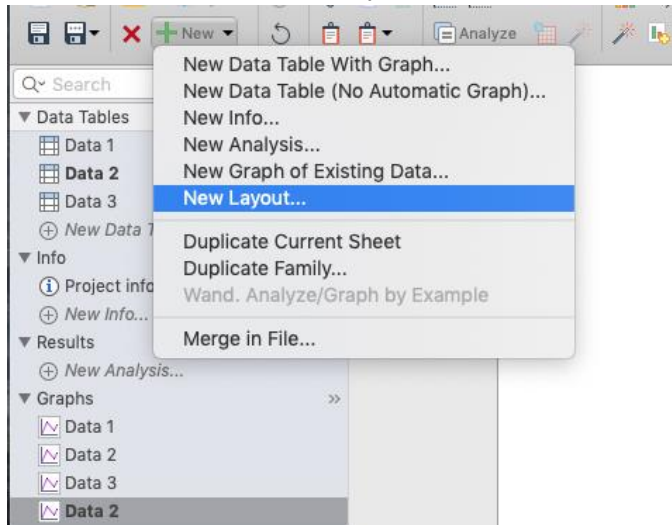 New
Analyze
Search
New Data Table With Graph...
New Data Table (No Automatic Graph)...
New Info...
New Analysis...
New Graph of Existing Data...
New Layout...
Duplicate Current Sheet
Duplicate Family...
Wand. Analyze/Graph by Example
Merge in File...
Data Tables
Data 1
Data 2
Data 3
New Data
Info
Project info
New Info...
Results
New Analysis...
Graphs
Data 1
Data 2
Data 3
Data 2